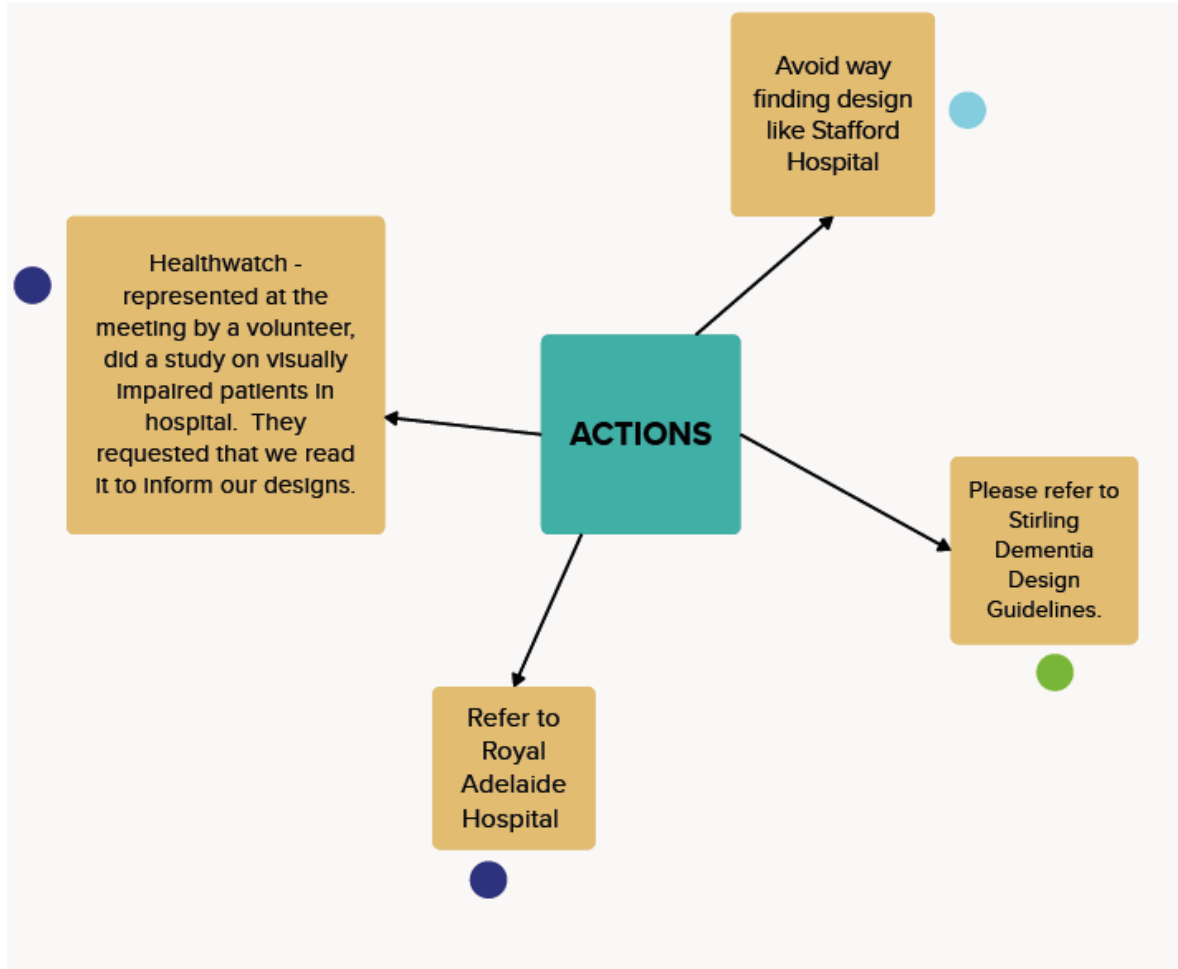 Avoid way
finding design
like Stafford
Hospital
Healthwatch -
represented at the
meeting by a volunteer,
did a study on visually
impaired patients in
hospital.  They
requested that we read
it to inform our designs.
ACTIONS
Please refer to
Stirling
Dementia
Design
Guidelines.
Refer to
Royal
Adelaide
Hospital